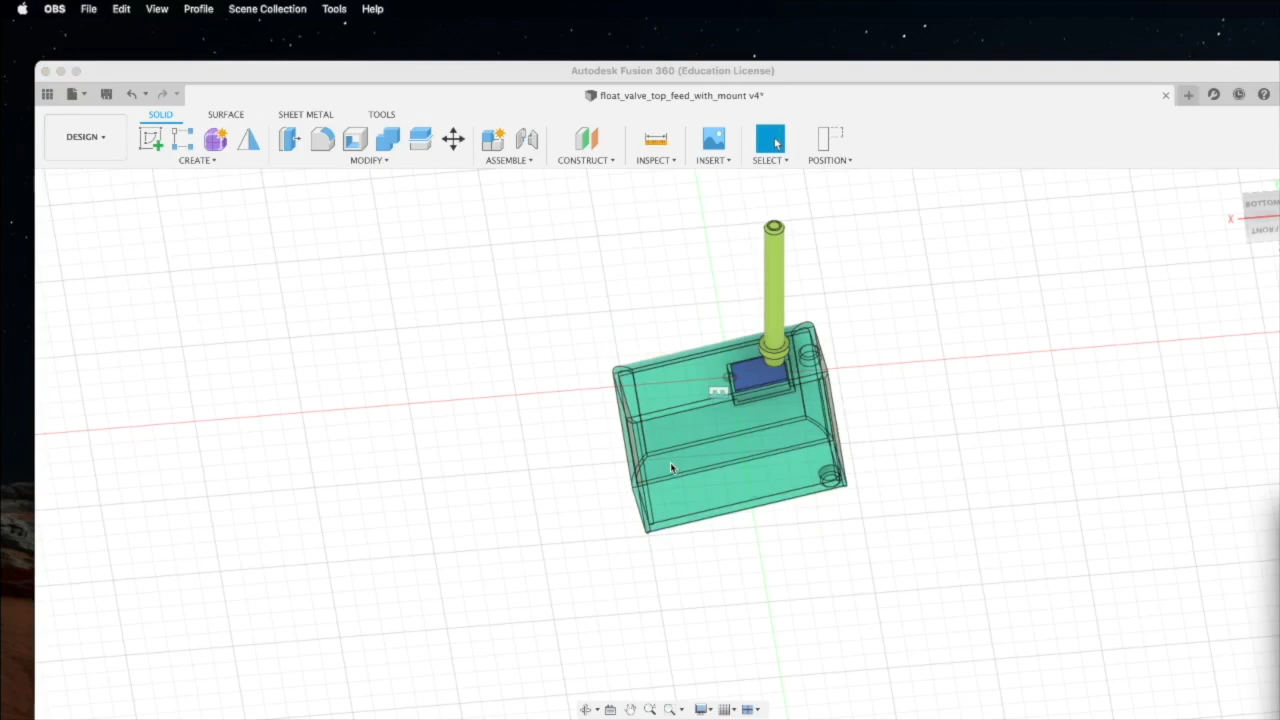 OBS File Edit View Profile Scene Collection Tools Help
Autodesk Fusion 360 (Education License)
float_valve_top_feed_with_mount v4*
SOLID SURFACE SHEET METAL TOOLS
DESIGN
CREATE MODIFY ASSEMBLE CONSTRUCT INSPECT INSERT SELECT POSITION
BOTTOM
X
FRONT